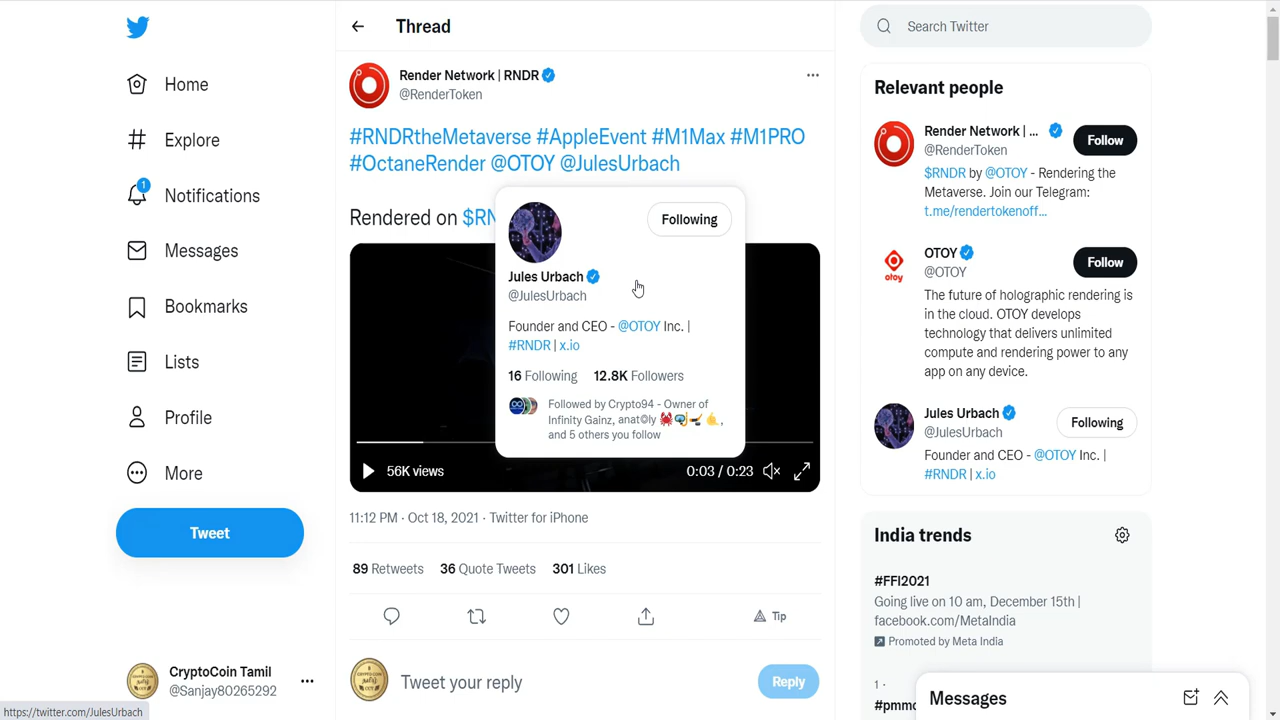 Home
Explore
1
Notifications
Messages
Bookmarks
Lists
Profile
More
Tweet
CryptoCoin Tamil
@Sanjay80265292
https://twitter.com/JulesUrbach
Thread
Render Network | RNDR
@RenderToken
#RNDRtheMetaverse #AppleEvent #M1Max #M1PRO
#OctaneRender @OTOY @JulesUrbach
Rendered on $RN
Following
Jules Urbach
@JulesUrbach
Founder and CEO - @OTOY Inc. |
#RNDR | x.io
16 Following 12.8K Followers
Followed by Crypto94 - Owner of
Infinity Gainz, anat◎ly 🦀🤿🏑🤙,
and 5 others you follow
56K views
0:03 / 0:23
11:12 PM · Oct 18, 2021 · Twitter for iPhone
89 Retweets 36 Quote Tweets 301 Likes
Tip
Tweet your reply
Reply
Search Twitter
Relevant people
Render Network | ...
@RenderToken
Follow
$RNDR by @OTOY - Rendering the
Metaverse. Join our Telegram:
t.me/rendertokenoff…
otoy
OTOY
@OTOY
Follow
The future of holographic rendering is
in the cloud. OTOY develops
technology that delivers unlimited
compute and rendering power to any
app on any device.
Jules Urbach
@JulesUrbach
Following
Founder and CEO - @OTOY Inc. |
#RNDR | x.io
India trends
#FFI2021
Going live on 10 am, December 15th |
facebook.com/MetaIndia
Promoted by Meta India
1 ·
#pmmo
Messages